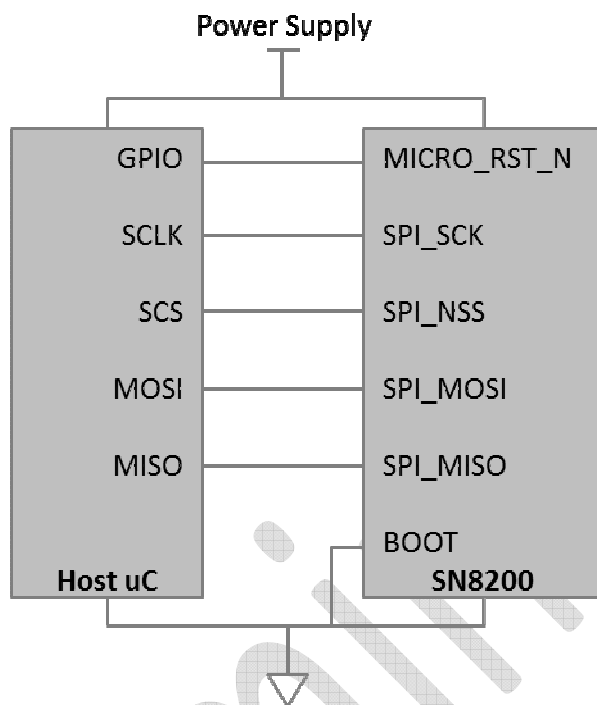 Power Supply
GPIO
MICRO_RST_N
SCLK
SPI_SCK
SCS
SPI_NSS
MOSI
SPI_MOSI
MISO
SPI_MISO
BOOT
Host uC
SN8200